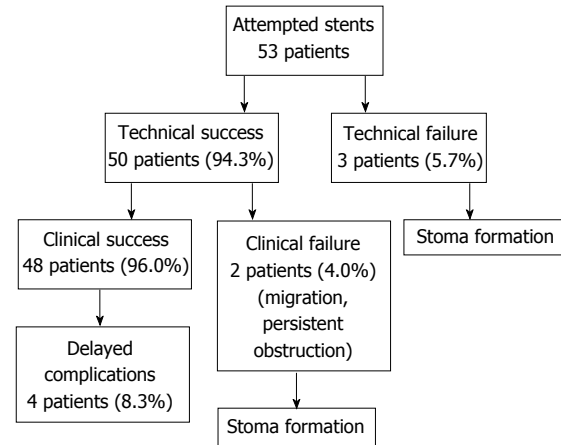 Attempted stents
53 patients
Technical success
50 patients (94.3%)
Technical failure
3 patients (5.7%)
Clinical success
48 patients (96.0%)
Clinical failure
2 patients (4.0%)
(migration,
persistent
obstruction)
Stoma formation
Delayed
complications
4 patients (8.3%)
Stoma formation